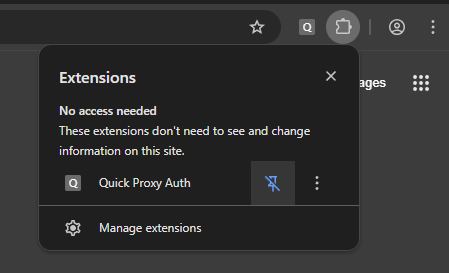 Q
ages
Extensions
No access needed
These extensions don't need to see and change
information on this site.
Q Quick Proxy Auth
Manage extensions